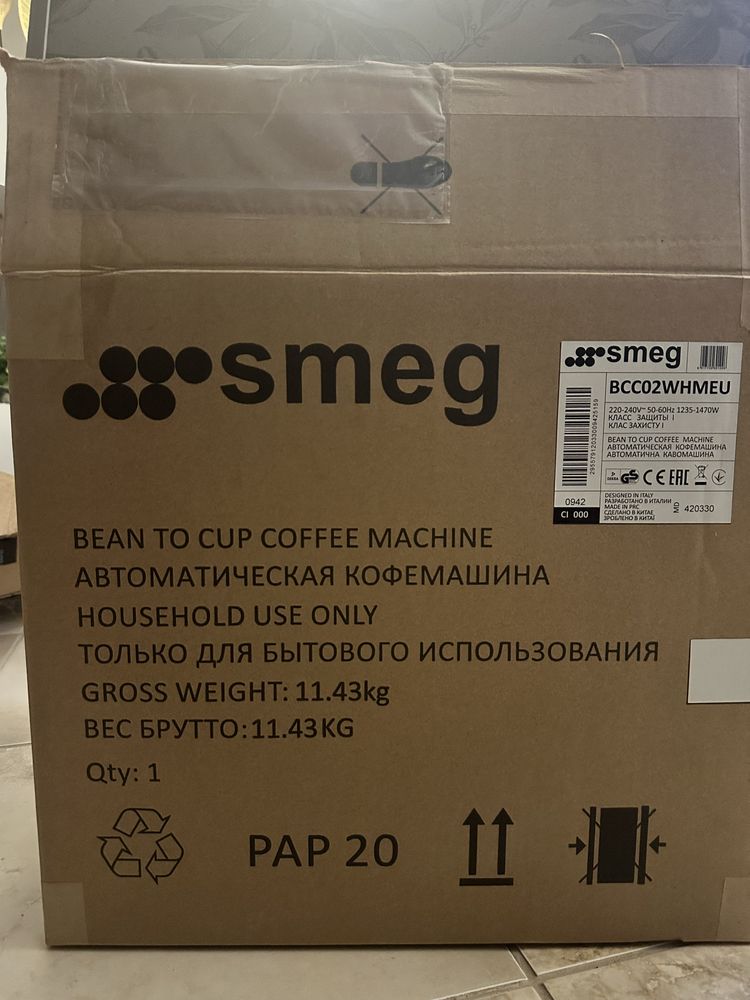 smeg
smeg
BCC02WHMEU
220-240V~ 50-60Hz 1235-1470W
КЛАСС ЗАЩИТЫ I
КЛАС ЗАХИСТУ I
BEAN TO CUP COFFEE MACHINE
АВТОМАТИЧЕСКАЯ КОФЕМАШИНА
АВТОМАТИЧНА КАВОМАШИНА
GS CE EAC
DESIGNED IN ITALY
РАЗРАБОТАНО В ИТАЛИИ
MADE IN PRC
СДЕЛАНО В КИТАЕ
ЗРОБЛЕНО В КИТАЇ
MD 420330
0942
CI 000
BEAN TO CUP COFFEE MACHINE
АВТОМАТИЧЕСКАЯ КОФЕМАШИНА
HOUSEHOLD USE ONLY
ТОЛЬКО ДЛЯ БЫТОВОГО ИСПОЛЬЗОВАНИЯ
GROSS WEIGHT: 11.43kg
ВЕС БРУТТО:11.43KG
Qty: 1
PAP 20